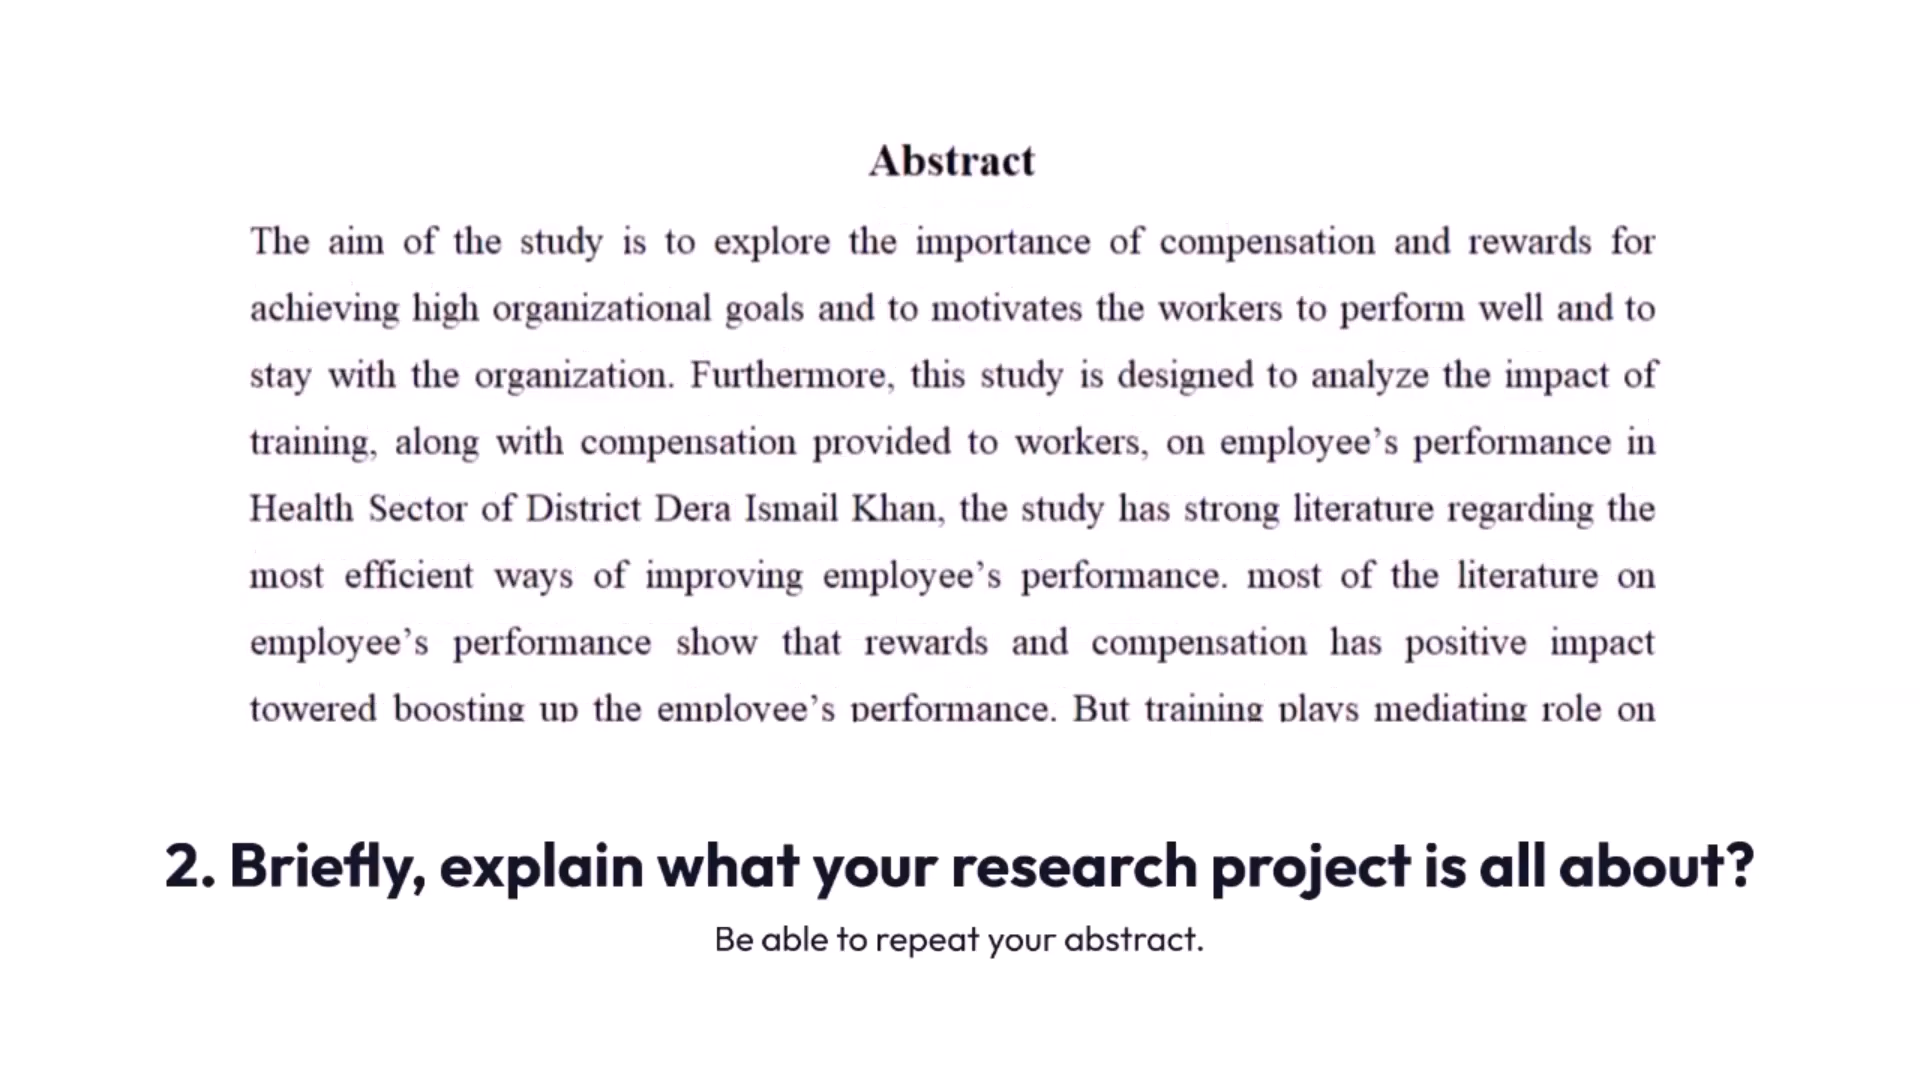 Abstract
The aim of the study is to explore the importance of compensation and rewards for
achieving high organizational goals and to motivates the workers to perform well and to
stay with the organization. Furthermore, this study is designed to analyze the impact of
training, along with compensation provided to workers, on employee’s performance in
Health Sector of District Dera Ismail Khan, the study has strong literature regarding the
most efficient ways of improving employee’s performance. most of the literature on
employee’s performance show that rewards and compensation has positive impact
towered boosting up the employee’s performance. But training plays mediating role on
2. Briefly, explain what your research project is all about?
Be able to repeat your abstract.